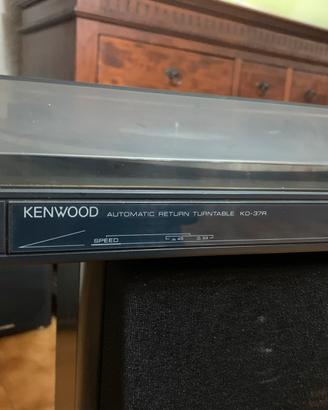 KENWOOD AUTOMATIC RETURN TURNTABLE KD-37R
SPEED